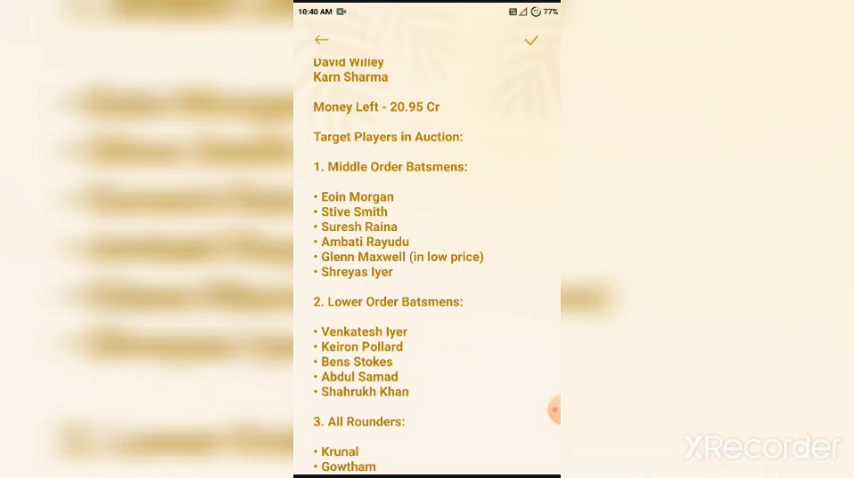 10:40 AM
77%
David Willey
Karn Sharma
Money Left - 20.95 Cr
Target Players in Auction:
1. Middle Order Batsmens:
• Eoin Morgan
• Stive Smith
• Suresh Raina
• Ambati Rayudu
• Glenn Maxwell (in low price)
• Shreyas Iyer
2. Lower Order Batsmens:
• Venkatesh Iyer
• Keiron Pollard
• Bens Stokes
• Abdul Samad
• Shahrukh Khan
3. All Rounders:
• Krunal
• Gowtham
XRecorder